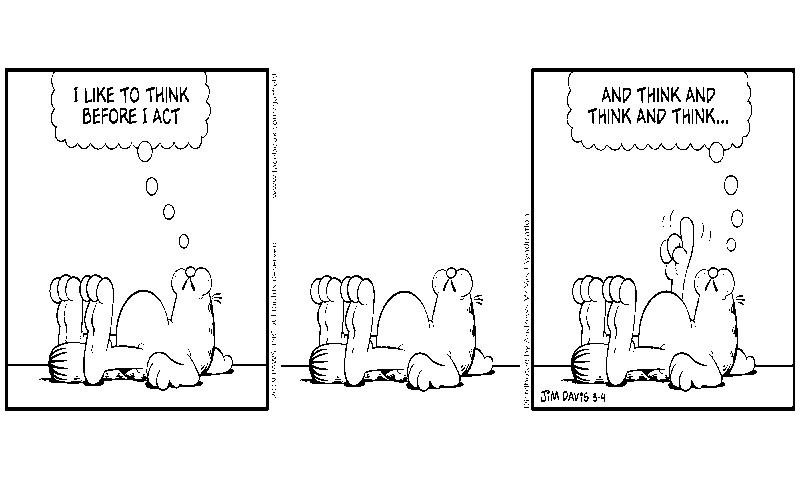 I LIKE TO THINK
BEFORE I ACT
AND THINK AND
THINK AND THINK...
JIM DAVIS 3-4